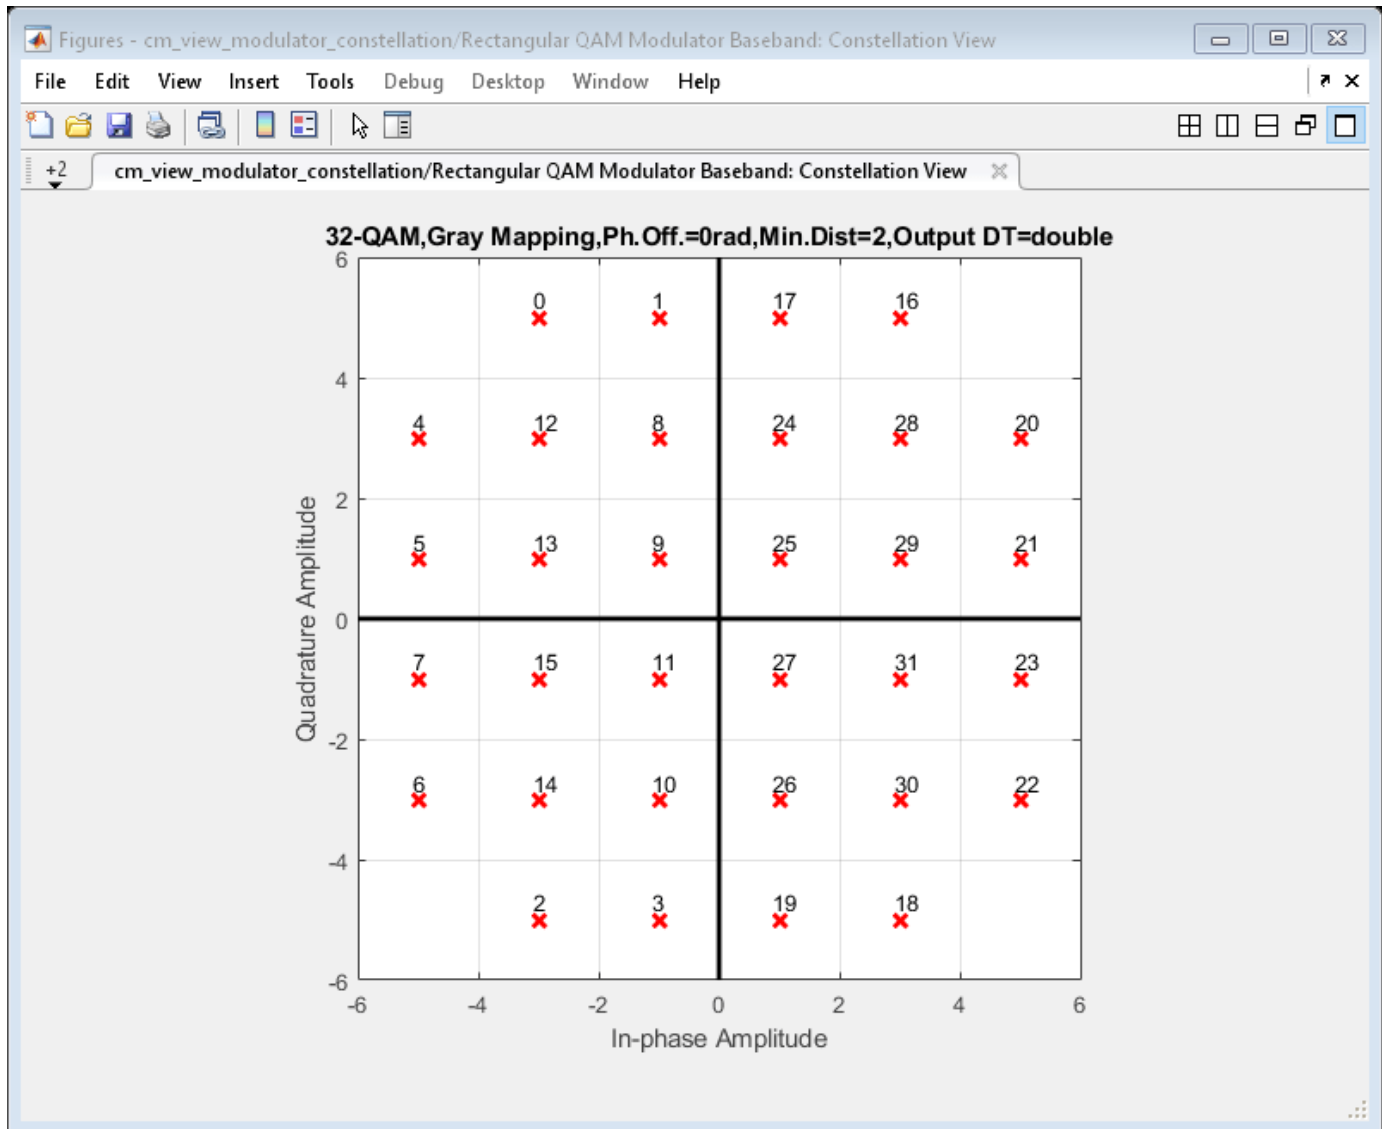 Figures - cm_view_modulator_constellation/Rectangular QAM Modulator Baseband: Constellation View
File Edit View Insert Tools Debug Desktop Window Help
+2 cm_view_modulator_constellation/Rectangular QAM Modulator Baseband: Constellation View
32-QAM,Gray Mapping,Ph.Off.=0rad,Min.Dist=2,Output DT=double
6
0 1 17 16
4
4 12 8 24 28 20
2
5 13 9 25 29 21
0
7 15 11 27 31 23
-2
6 14 10 26 30 22
-4
2 3 19 18
-6
-6 -4 -2 0 2 4 6
Quadrature Amplitude
In-phase Amplitude